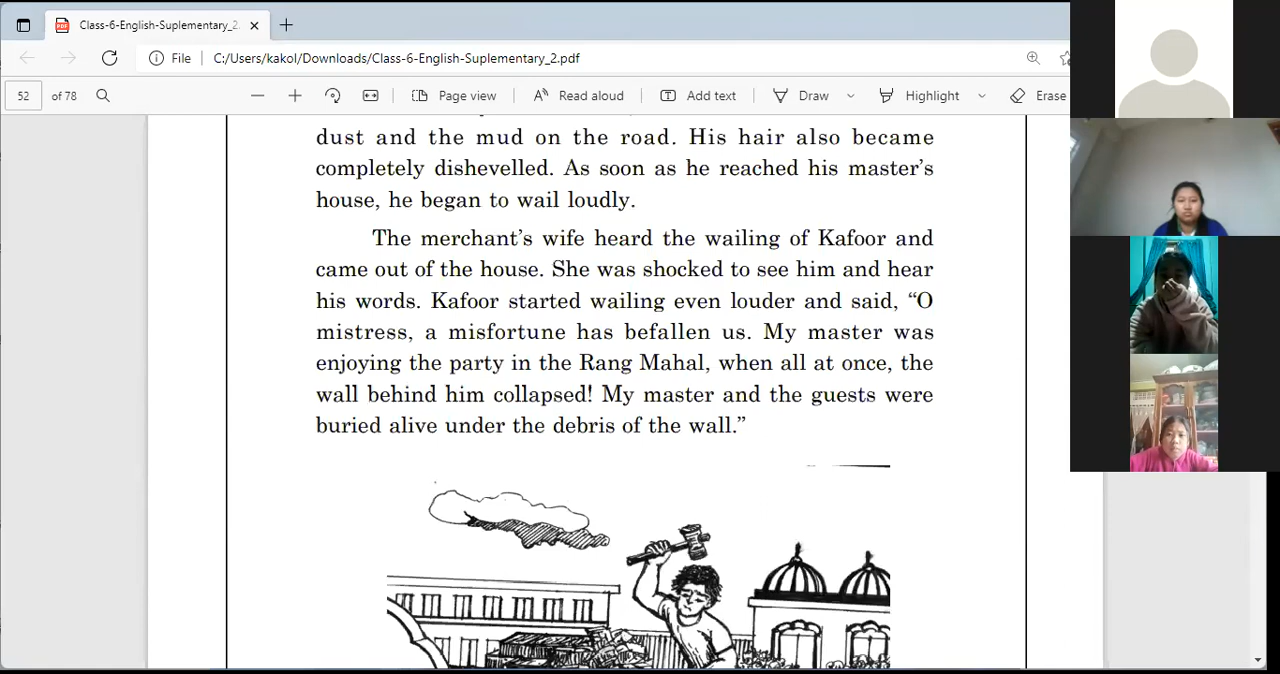 Class-6-English-Suplementary_2.
File
C:/Users/kakol/Downloads/Class-6-English-Suplementary_2.pdf
52 of 78
Page view
Read aloud
Add text
Draw
Highlight
Erase
dust and the mud on the road. His hair also became
completely dishevelled. As soon as he reached his master's
house, he began to wail loudly.
The merchant's wife heard the wailing of Kafoor and
came out of the house. She was shocked to see him and hear
his words. Kafoor started wailing even louder and said, “O
mistress, a misfortune has befallen us. My master was
enjoying the party in the Rang Mahal, when all at once, the
wall behind him collapsed! My master and the guests were
buried alive under the debris of the wall.”